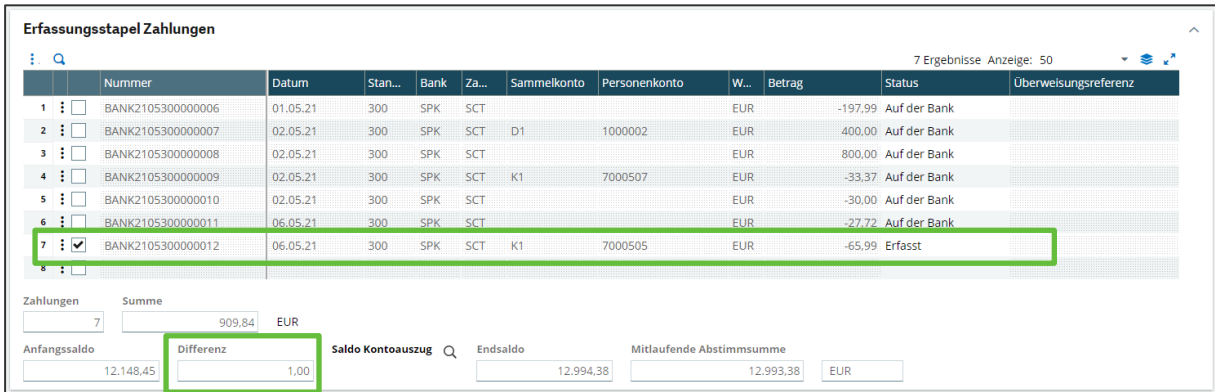 Erfassungsstapel Zahlungen
7 Ergebnisse Anzeige: 50
Nummer Datum Stan... Bank Za... Sammelkonto Personenkonto W... Betrag Status Überweisungsreferenz
1 BANK2105300000006 01.05.21 300 SPK SCT EUR -197,99 Auf der Bank
2 BANK2105300000007 02.05.21 300 SPK SCT D1 1000002 EUR 400,00 Auf der Bank
3 BANK2105300000008 02.05.21 300 SPK SCT EUR 800,00 Auf der Bank
4 BANK2105300000009 02.05.21 300 SPK SCT K1 7000507 EUR -33,37 Auf der Bank
5 BANK2105300000010 02.05.21 300 SPK SCT EUR -30,00 Auf der Bank
6 BANK2105300000011 06.05.21 300 SPK SCT EUR -27,72 Auf der Bank
7 BANK2105300000012 06.05.21 300 SPK SCT K1 7000505 EUR -65,99 Erfasst
8
Zahlungen Summe
7 909,84 EUR
Anfangssaldo Differenz Saldo Kontoauszug Endsaldo Mitlaufende Abstimmsumme
12.148,45 1,00 12.994,38 12.993,38 EUR